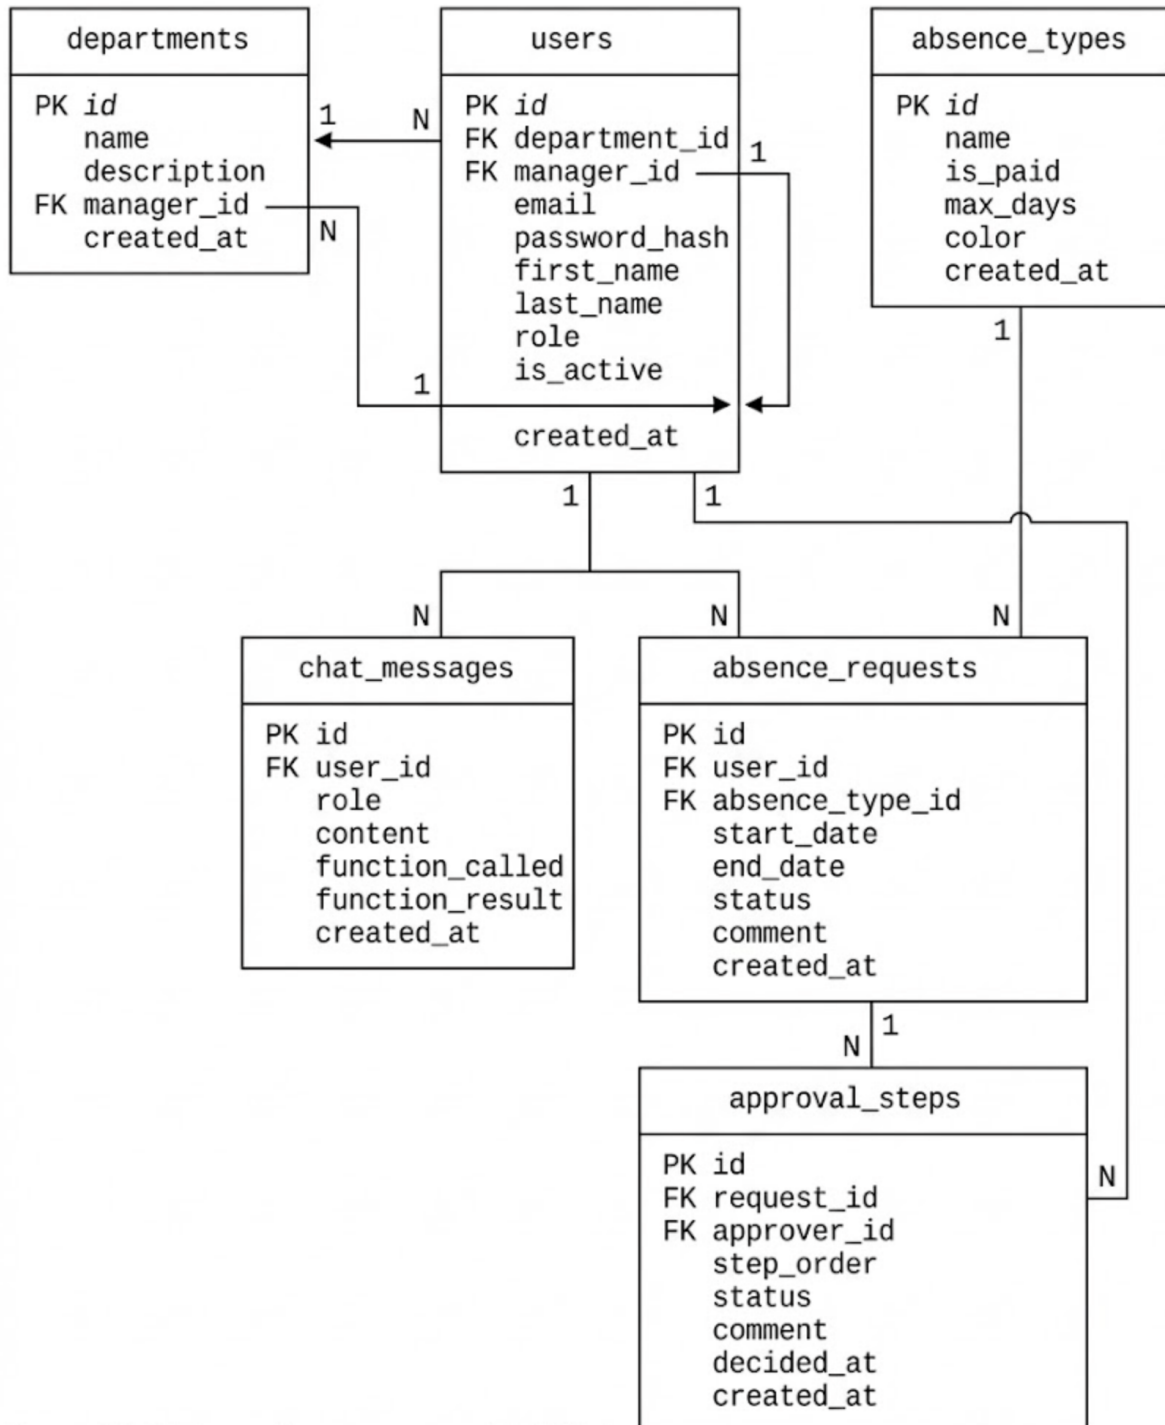 departments
PK id
name
description
FK manager_id
created_at
1
N
N
1
users
PK id
FK department_id
FK manager_id
email
password_hash
first_name
last_name
role
is_active
created_at
1
absence_types
PK id
name
is_paid
max_days
color
created_at
1
1
1
N
N
N
chat_messages
PK id
FK user_id
role
content
function_called
function_result
created_at
absence_requests
PK id
FK user_id
FK absence_type_id
start_date
end_date
status
comment
created_at
1
N
approval_steps
PK id
FK request_id
FK approver_id
step_order
status
comment
decided_at
created_at
N